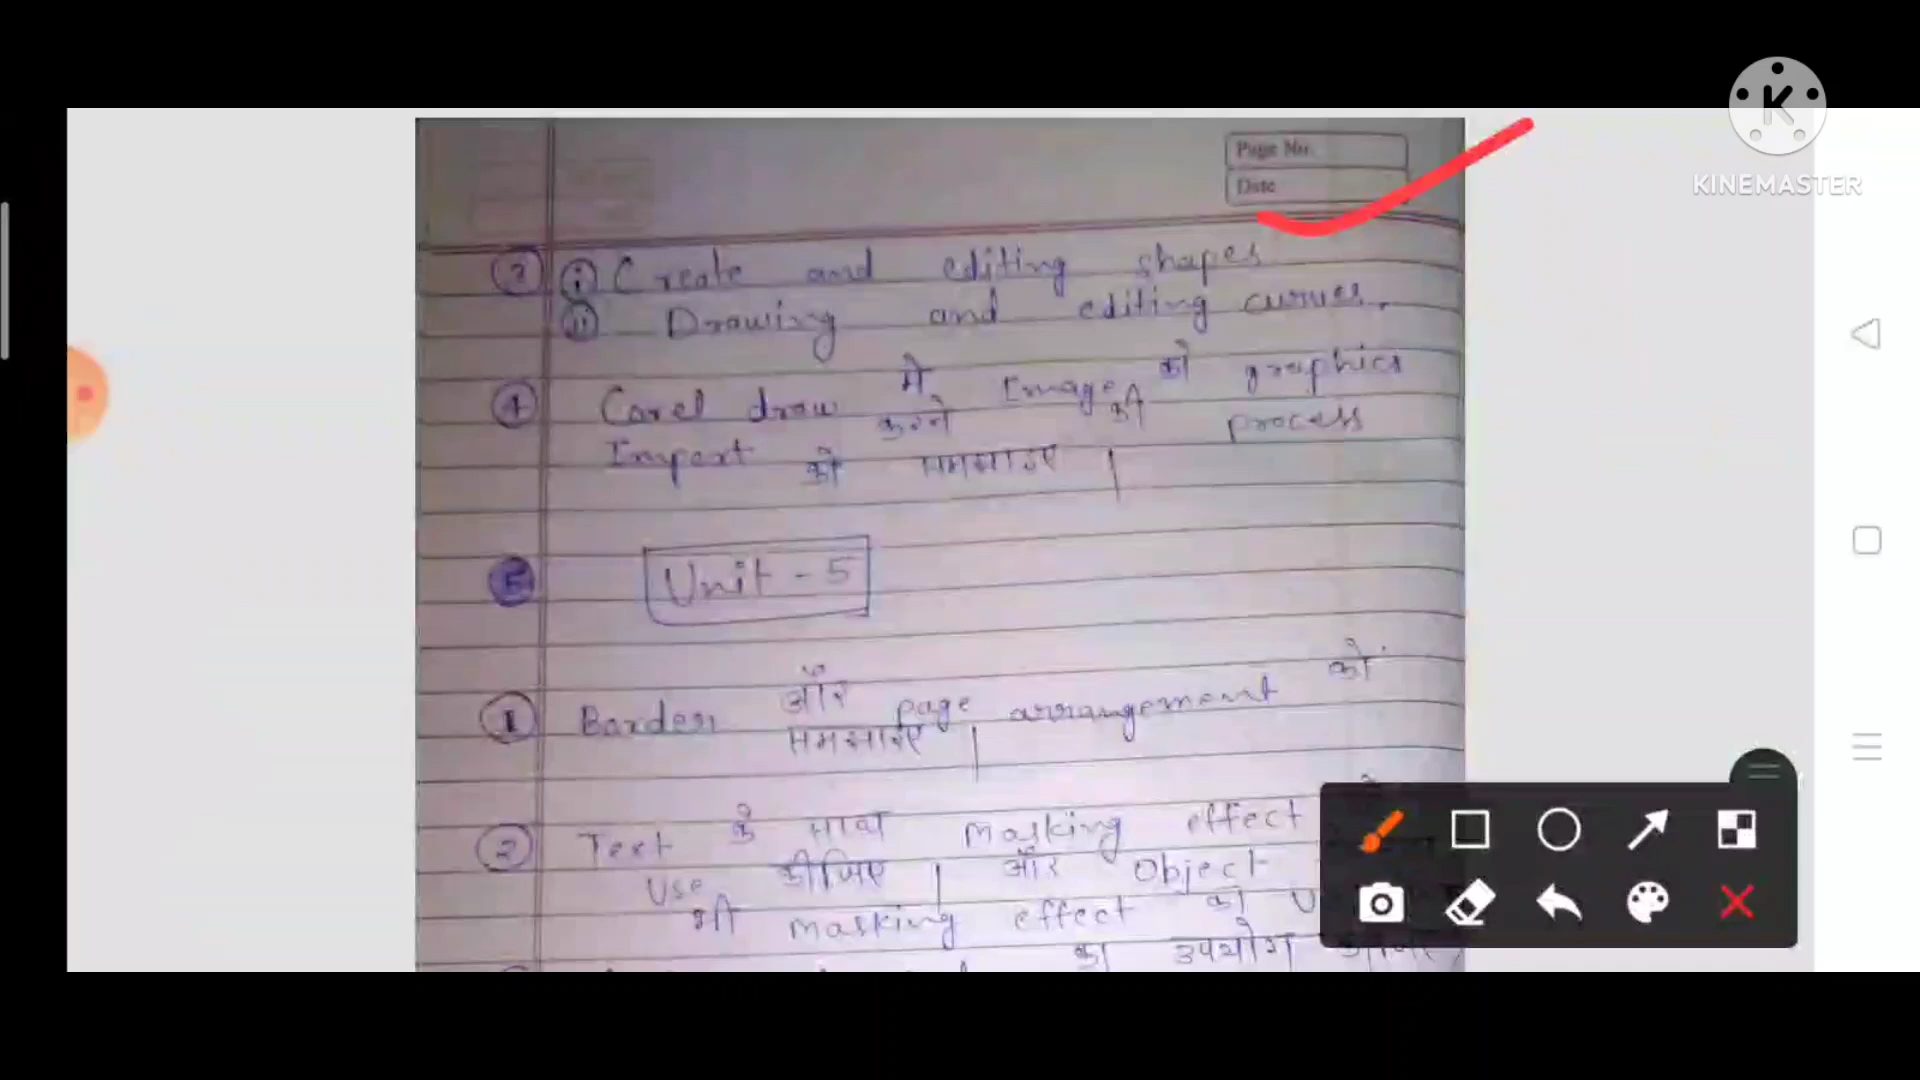 KINEMASTER
Page No.
Date
③ ⓘ Create and editing shapes
ⓘⓘ Drawing and editing curves.
④ Corel draw में Image को graphics
Import करने की process
को समझाइए |
⑤ Unit - 5
① Borders और page arrangement को
समझाइए |
② Text के साथ Masking effect
Use कीजिए | और Object
भी Masking effect का U
का उपयोग